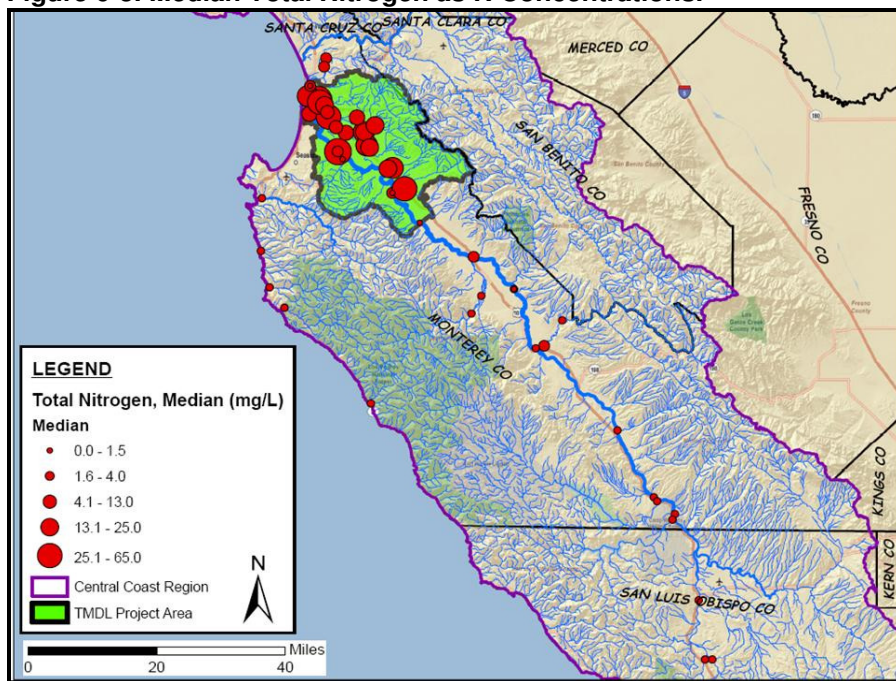 SANTA CRUZ CO
SANTA CLARA CO
MERCED CO
SAN BENITO CO
FRESNO CO
MONTEREY CO
KINGS CO
KERN CO
SAN LUIS OBISPO CO
LEGEND
Total Nitrogen, Median (mg/L)
Median
0.0 - 1.5
1.6 - 4.0
4.1 - 13.0
13.1 - 25.0
25.1 - 65.0
Central Coast Region
TMDL Project Area
N
Miles
0 20 40